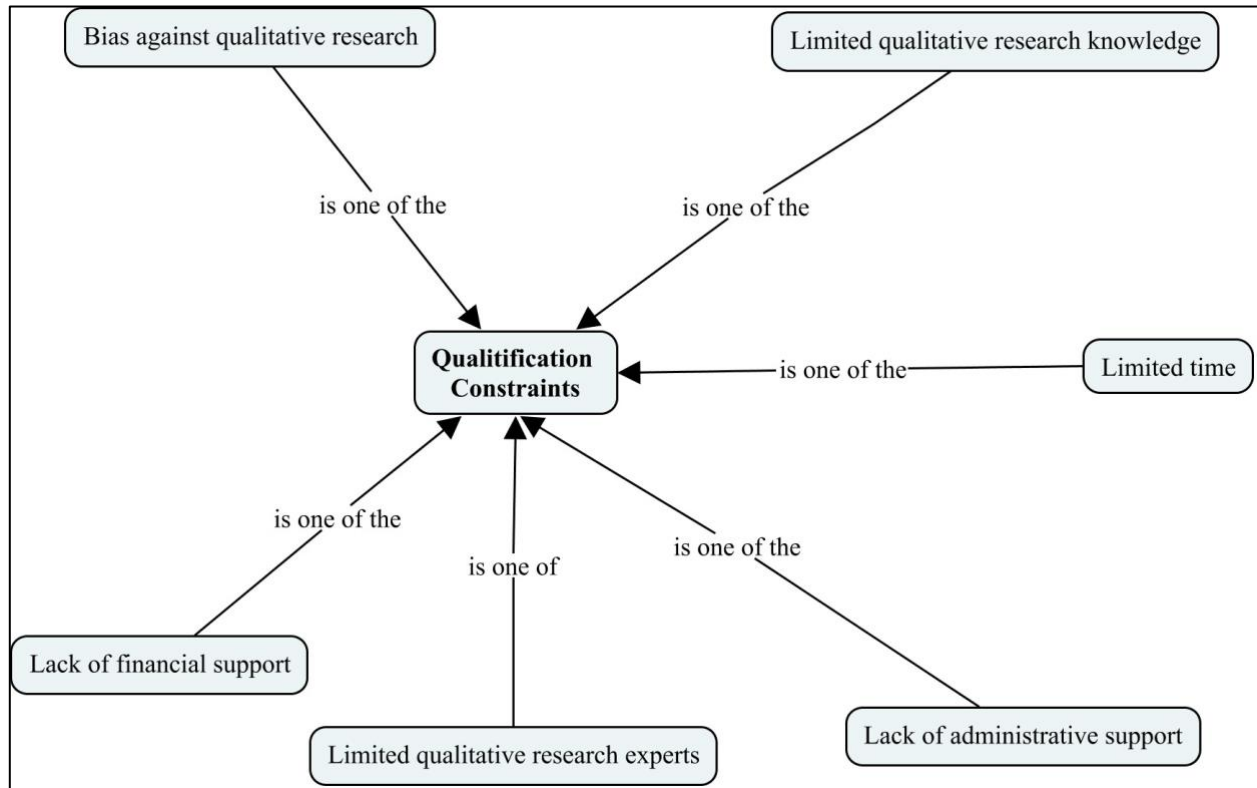 Bias against qualitative research
Limited qualitative research knowledge
is one of the
is one of the
Qualitification
Constraints
is one of the
Limited time
is one of the
is one of
is one of the
Lack of financial support
Limited qualitative research experts
Lack of administrative support